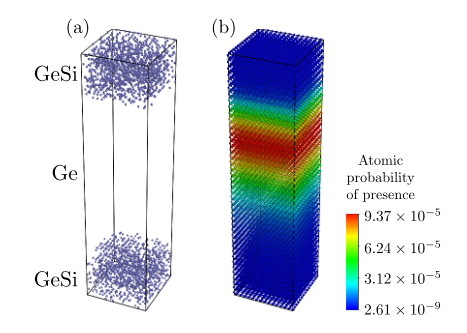 (a)
(b)
GeSi
Ge
GeSi
Atomic
probability
of presence
9.37 × 10⁻⁵
6.24 × 10⁻⁵
3.12 × 10⁻⁵
2.61 × 10⁻⁹